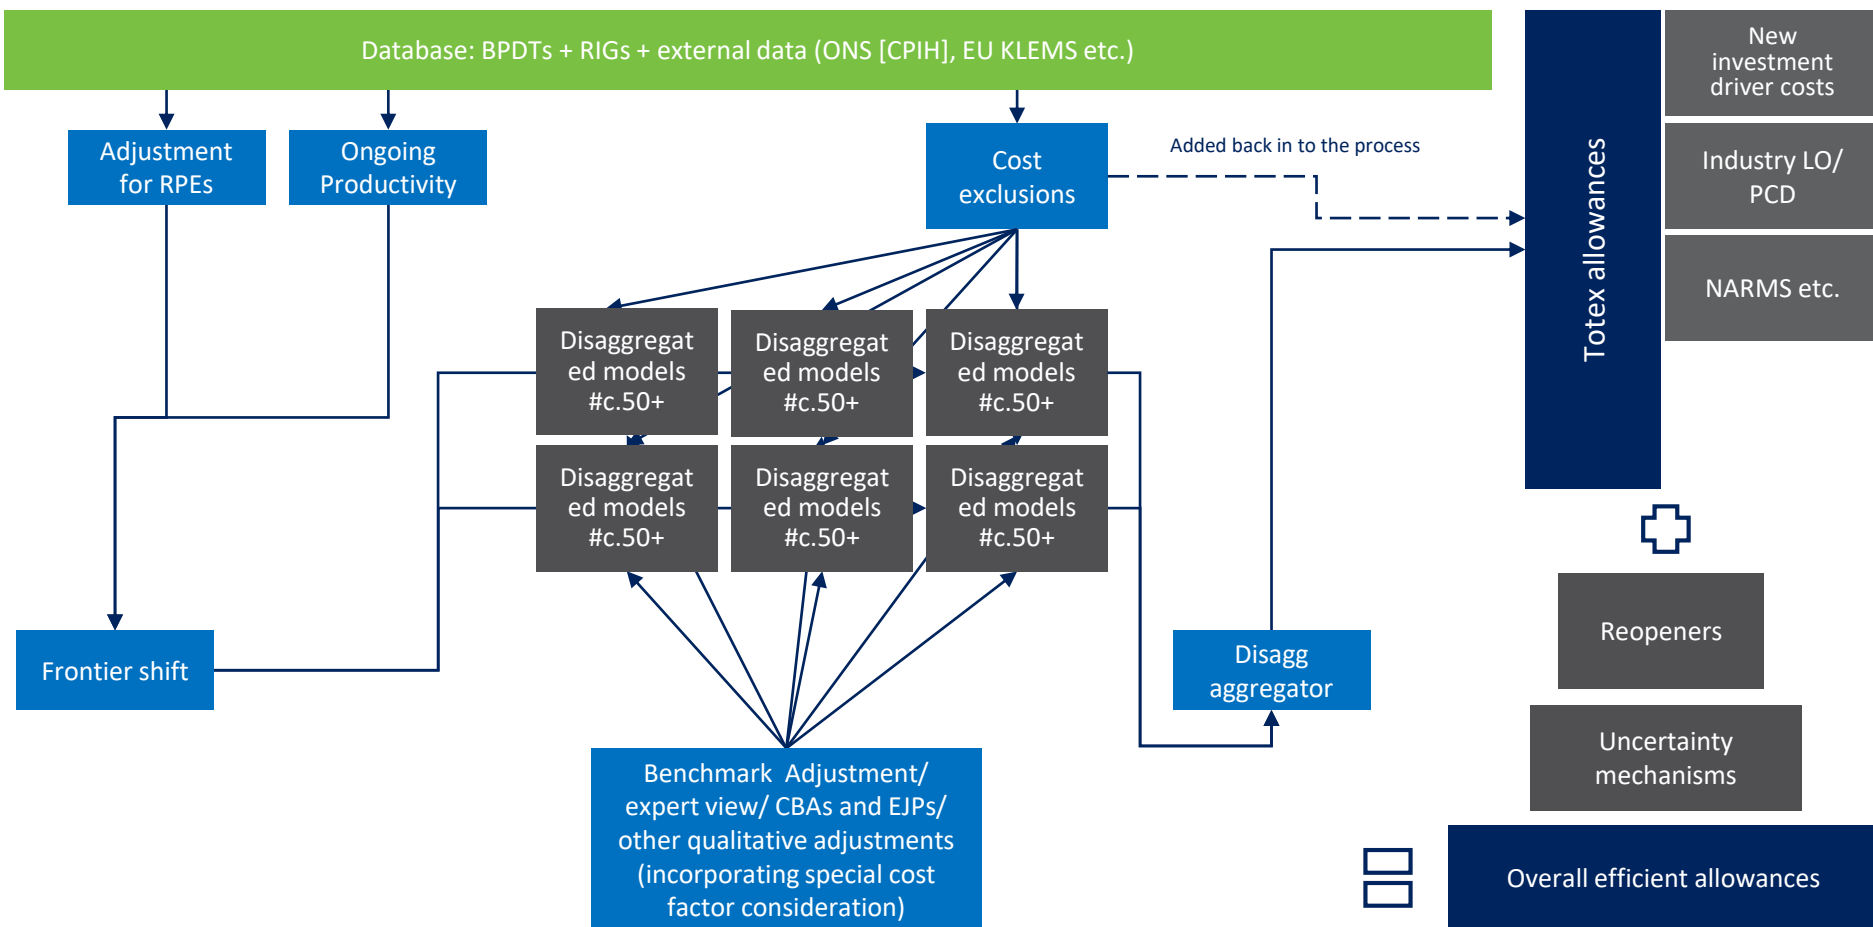 Database: BPDTs + RIGs + external data (ONS [CPIH], EU KLEMS etc.)
Adjustment
for RPEs
Ongoing
Productivity
Cost
exclusions
Added back in to the process
Totex allowances
New
investment
driver costs
Industry LO/
PCD
NARMS etc.
Disaggregat
ed models
#c.50+
Disaggregat
ed models
#c.50+
Disaggregat
ed models
#c.50+
Disaggregat
ed models
#c.50+
Disaggregat
ed models
#c.50+
Disaggregat
ed models
#c.50+
Frontier shift
Disagg
aggregator
Reopeners
Uncertainty
mechanisms
Benchmark Adjustment/
expert view/ CBAs and EJPs/
other qualitative adjustments
(incorporating special cost
factor consideration)
Overall efficient allowances